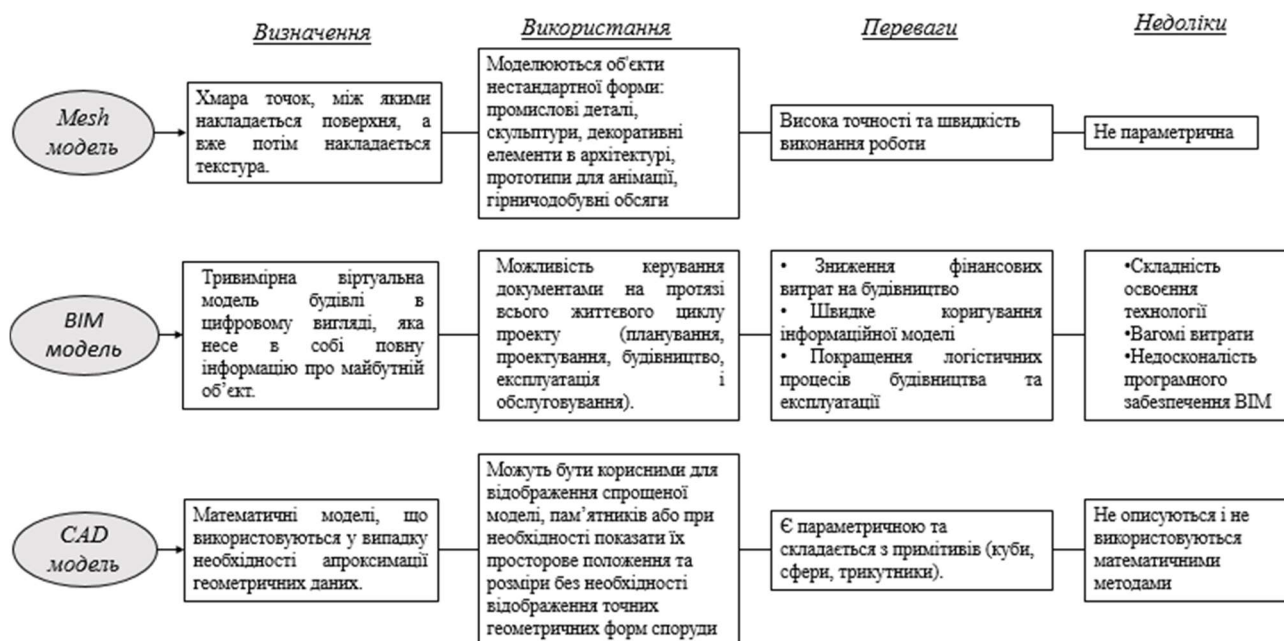 Визначення
Використання
Переваги
Недоліки
Mesh
модель
Хмара точок, між якими
накладається поверхня, а
вже потім накладається
текстура.
Моделюються об'єкти
нестандартної форми:
промислові деталі,
скульптури, декоративні
елементи в архітектурі,
прототипи для анімації,
гірничодобувні обсяги
Висока точності та швидкість
виконання роботи
Не параметрична
BIM
модель
Тривимірна віртуальна
модель будівлі в
цифровому вигляді, яка
несе в собі повну
інформацію про майбутній
об’єкт.
Можливість керування
документами на протязі
всього життєвого циклу
проекту (планування,
проектування, будівництво,
експлуатація і
обслуговування).
• Зниження фінансових
витрат на будівництво
• Швидке коригування
інформаційної моделі
• Покращення логістичних
процесів будівництва та
експлуатації
•Складність
освоєння
технології
•Вагомі витрати
•Недосконалість
програмного
забезпечення BIM
CAD
модель
Математичні моделі, що
використовуються у випадку
необхідності апроксимації
геометричних даних.
Можуть бути корисними для
відображення спрощеної
моделі, пам’ятників або при
необхідності показати їх
просторове положення та
розміри без необхідності
відображення точних
геометричних форм споруди
Є параметричною та
складається з примітивів (куби,
сфери, трикутники).
Не описуються і не
використовуються
математичними
методами